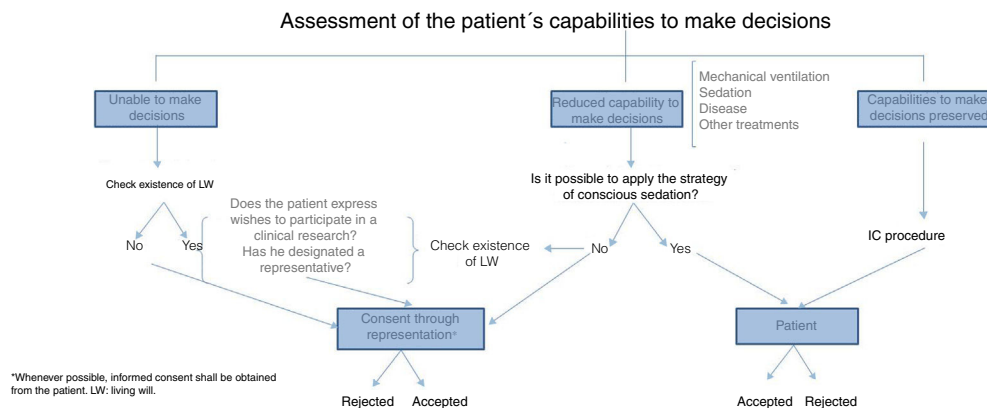 Assessment of the patient´s capabilities to make decisions
Unable to make
decisions
Reduced capability to
make decisions
Mechanical ventilation
Sedation
Disease
Other treatments
Capabilities to make
decisions preserved
Check existence of LW
Is it possible to apply the strategy
of conscious sedation?
No
Yes
Does the patient express
wishes to participate in a
clinical research?
Has he designated a
representative?
Check existence
of LW
No
Yes
IC procedure
Consent through
representation*
Patient
Rejected
Accepted
Accepted
Rejected
*Whenever possible, informed consent shall be obtained
from the patient. LW: living will.